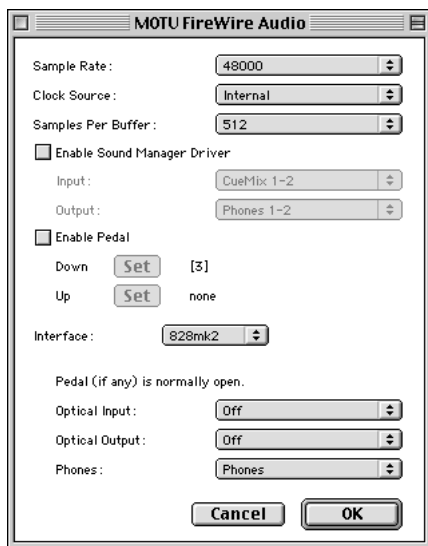 MOTU FireWire Audio
Sample Rate: 48000
Clock Source: Internal
Samples Per Buffer: 512
Enable Sound Manager Driver
Input: CueMix 1-2
Output: Phones 1-2
Enable Pedal
Down Set [3]
Up Set none
Interface: 828mk2
Pedal (if any) is normally open.
Optical Input: Off
Optical Output: Off
Phones: Phones
Cancel OK